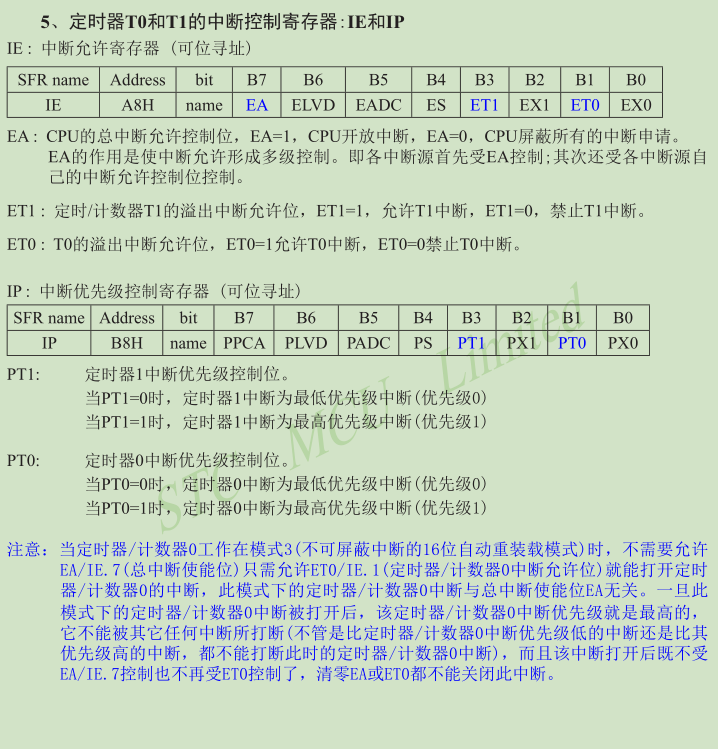 5、定时器T0和T1的中断控制寄存器:IE和IP
IE : 中断允许寄存器 (可位寻址)
SFR name Address bit B7 B6 B5 B4 B3 B2 B1 B0
IE A8H name EA ELVD EADC ES ET1 EX1 ET0 EX0
EA : CPU的总中断允许控制位，EA=1，CPU开放中断，EA=0，CPU屏蔽所有的中断申请。
EA的作用是使中断允许形成多级控制。即各中断源首先受EA控制;其次还受各中断源自
己的中断允许控制位控制。
ET1 : 定时/计数器T1的溢出中断允许位，ET1=1，允许T1中断，ET1=0，禁止T1中断。
ET0 : T0的溢出中断允许位，ET0=1允许T0中断，ET0=0禁止T0中断。
IP : 中断优先级控制寄存器 (可位寻址)
SFR name Address bit B7 B6 B5 B4 B3 B2 B1 B0
IP B8H name PPCA PLVD PADC PS PT1 PX1 PT0 PX0
PT1: 定时器1中断优先级控制位。
当PT1=0时，定时器1中断为最低优先级中断(优先级0)
当PT1=1时，定时器1中断为最高优先级中断(优先级1)
PT0: 定时器0中断优先级控制位。
当PT0=0时，定时器0中断为最低优先级中断(优先级0)
当PT0=1时，定时器0中断为最高优先级中断(优先级1)
注意：当定时器/计数器0工作在模式3(不可屏蔽中断的16位自动重装载模式)时，不需要允许
EA/IE.7(总中断使能位)只需允许ET0/IE.1(定时器/计数器0中断允许位)就能打开定时
器/计数器0的中断，此模式下的定时器/计数器0中断与总中断使能位EA无关。一旦此
模式下的定时器/计数器0中断被打开后，该定时器/计数器0中断优先级就是最高的，
它不能被其它任何中断所打断(不管是比定时器/计数器0中断优先级低的中断还是比其
优先级高的中断，都不能打断此时的定时器/计数器0中断)，而且该中断打开后既不受
EA/IE.7控制也不再受ET0控制了，清零EA或ET0都不能关闭此中断。
STC MCU Limited